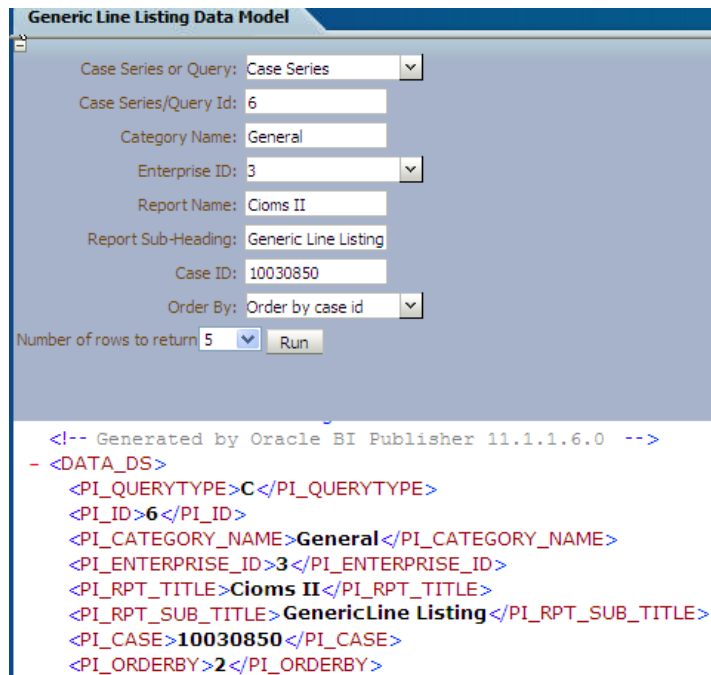 Generic Line Listing Data Model
Case Series or Query: Case Series
Case Series/Query Id: 6
Category Name: General
Enterprise ID: 3
Report Name: Cioms II
Report Sub-Heading: Generic Line Listing
Case ID: 10030850
Order By: Order by case id
Number of rows to return 5 Run
<!-- Generated by Oracle BI Publisher 11.1.1.6.0 -->
- <DATA_DS>
<PI_QUERYTYPE>C</PI_QUERYTYPE>
<PI_ID>6</PI_ID>
<PI_CATEGORY_NAME>General</PI_CATEGORY_NAME>
<PI_ENTERPRISE_ID>3</PI_ENTERPRISE_ID>
<PI_RPT_TITLE>Cioms II</PI_RPT_TITLE>
<PI_RPT_SUB_TITLE>GenericLine Listing</PI_RPT_SUB_TITLE>
<PI_CASE>10030850</PI_CASE>
<PI_ORDERBY>2</PI_ORDERBY>